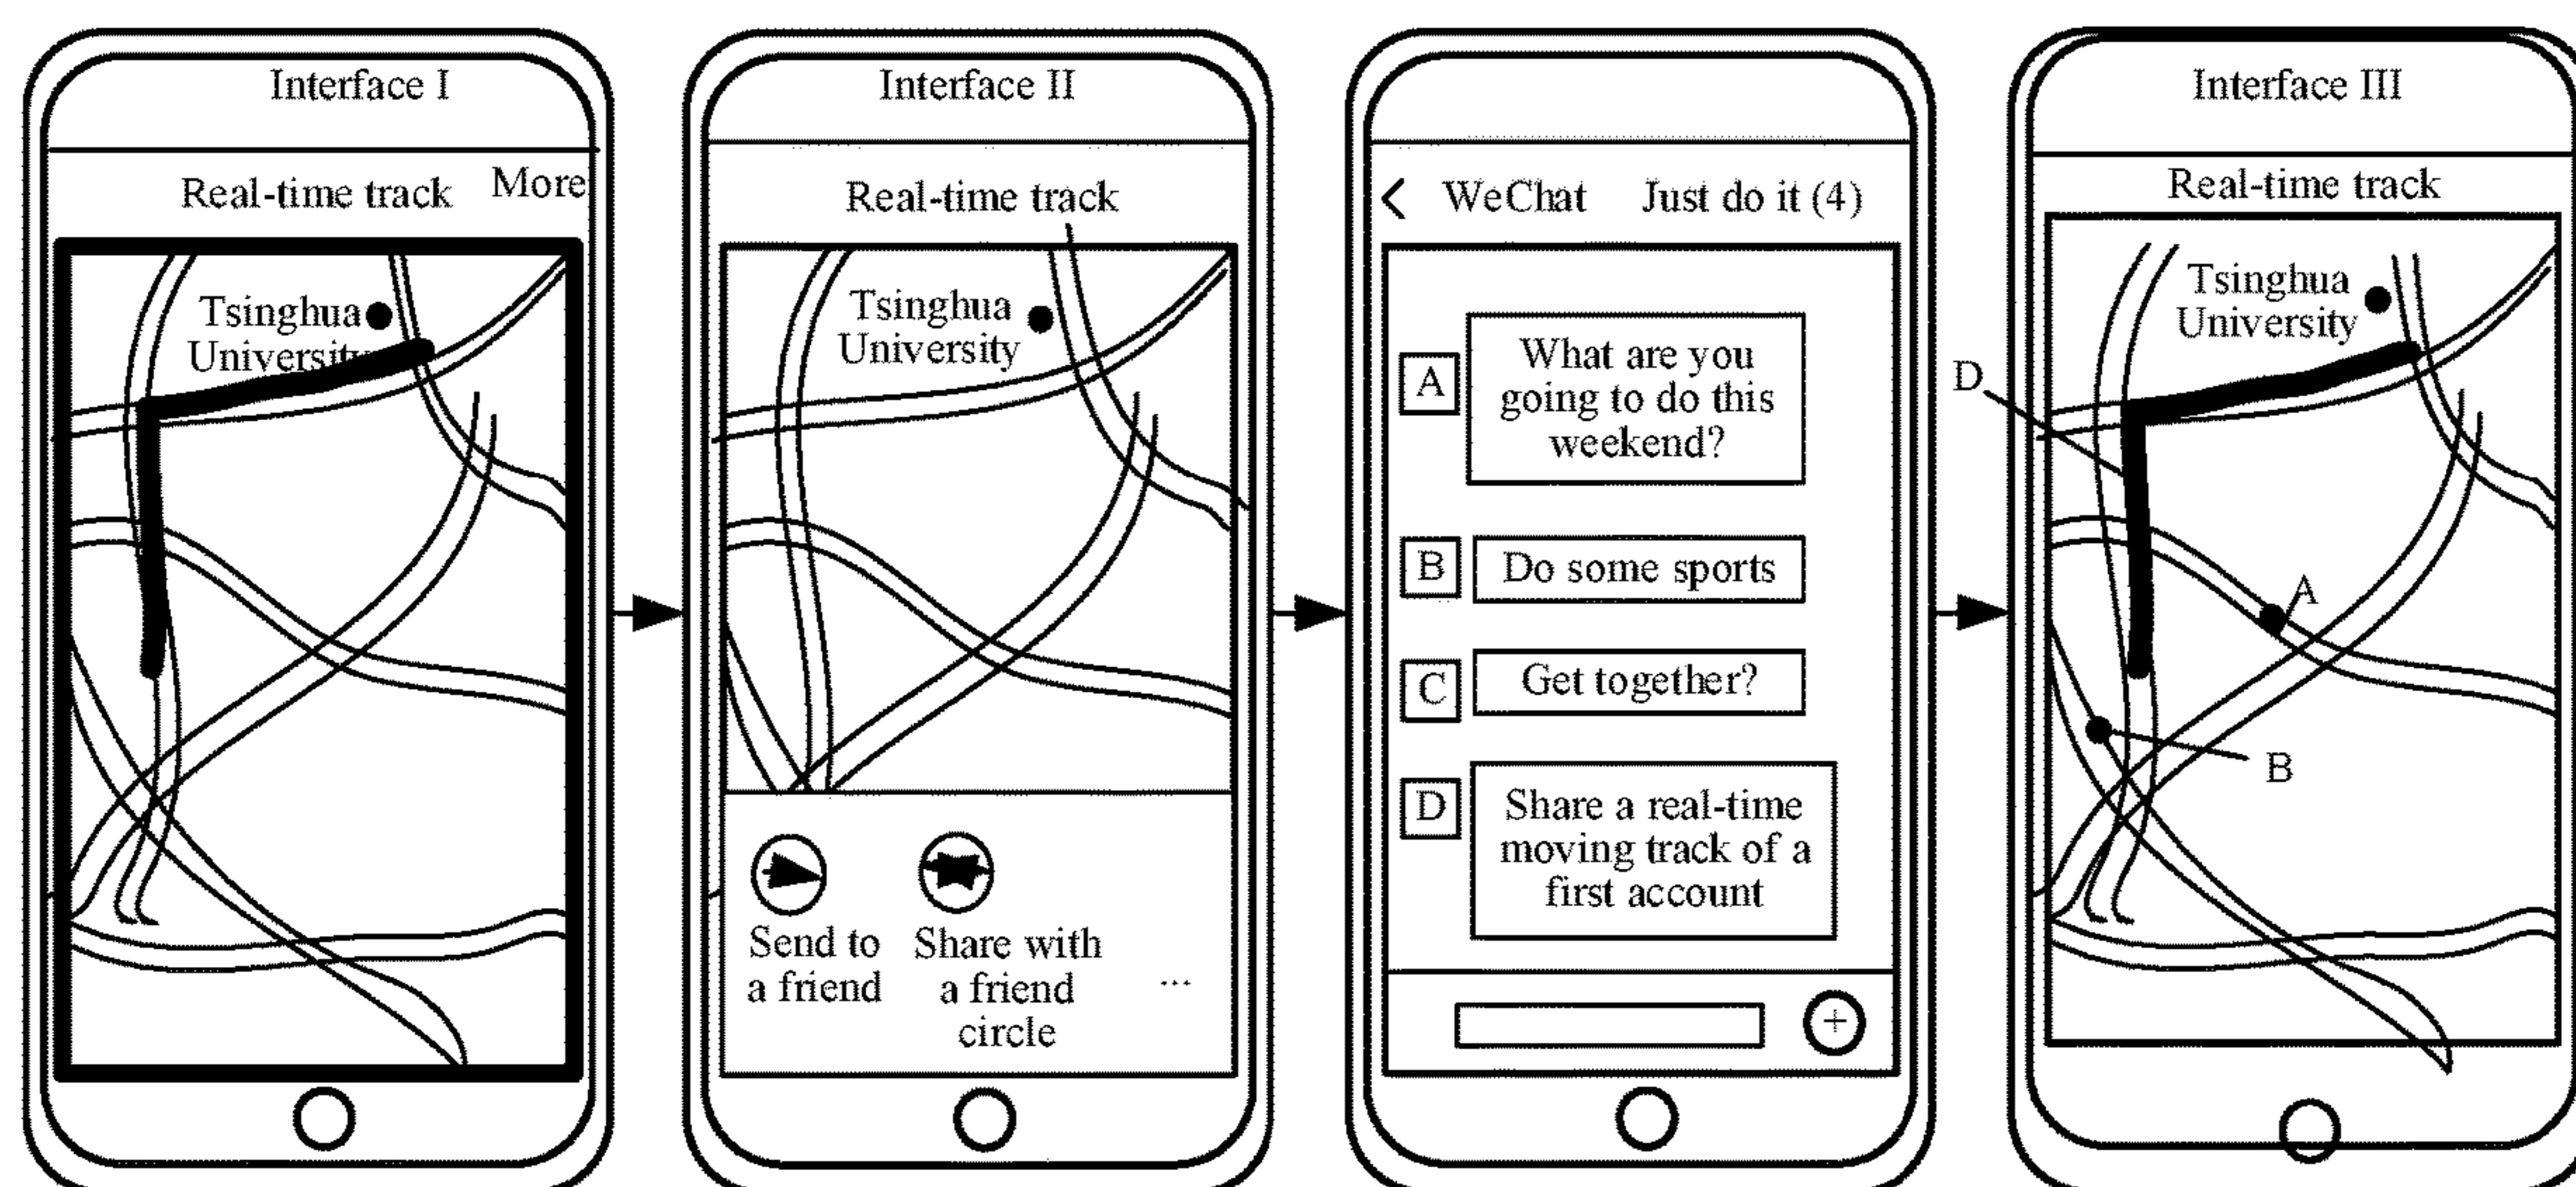 Interface I
Real-time track
More
Tsinghua
University
Interface II
Real-time track
Tsinghua
University
Send to
a friend
Share with
a friend
circle
...
< WeChat Just do it (4)
A
What are you
going to do this
weekend?
B
Do some sports
C
Get together?
D
Share a real-time
moving track of a
first account
+
Interface III
Real-time track
Tsinghua
University
D
A
B